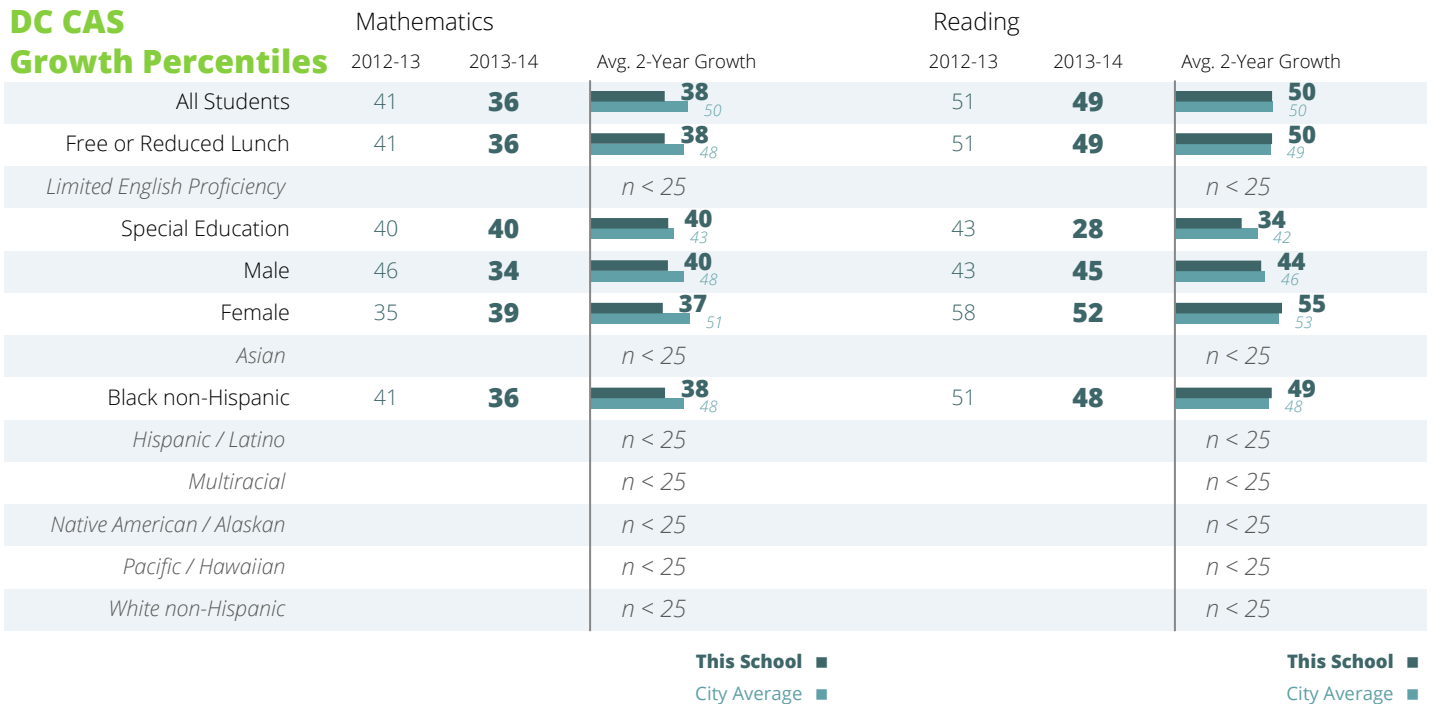 DC CAS
Growth Percentiles
Mathematics Reading
2012-13 2013-14 Avg. 2-Year Growth 2012-13 2013-14 Avg. 2-Year Growth
All Students 41 36 38 50 51 49 50 50
Free or Reduced Lunch 41 36 38 48 51 49 50 49
Limited English Proficiency n < 25 n < 25
Special Education 40 40 40 43 43 28 34 42
Male 46 34 40 48 43 45 44 46
Female 35 39 37 51 58 52 55 53
Asian n < 25 n < 25
Black non-Hispanic 41 36 38 48 51 48 49 48
Hispanic / Latino n < 25 n < 25
Multiracial n < 25 n < 25
Native American / Alaskan n < 25 n < 25
Pacific / Hawaiian n < 25 n < 25
White non-Hispanic n < 25 n < 25
This School This School
City Average City Average